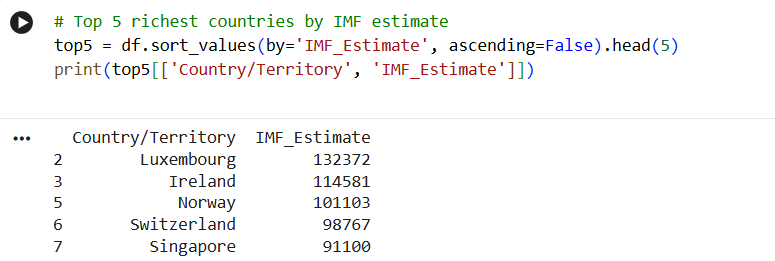 # Top 5 richest countries by IMF estimate
top5 = df.sort_values(by='IMF_Estimate', ascending=False).head(5)
print(top5[['Country/Territory', 'IMF_Estimate']])
Country/Territory IMF_Estimate
2 Luxembourg 132372
3 Ireland 114581
5 Norway 101103
6 Switzerland 98767
7 Singapore 91100